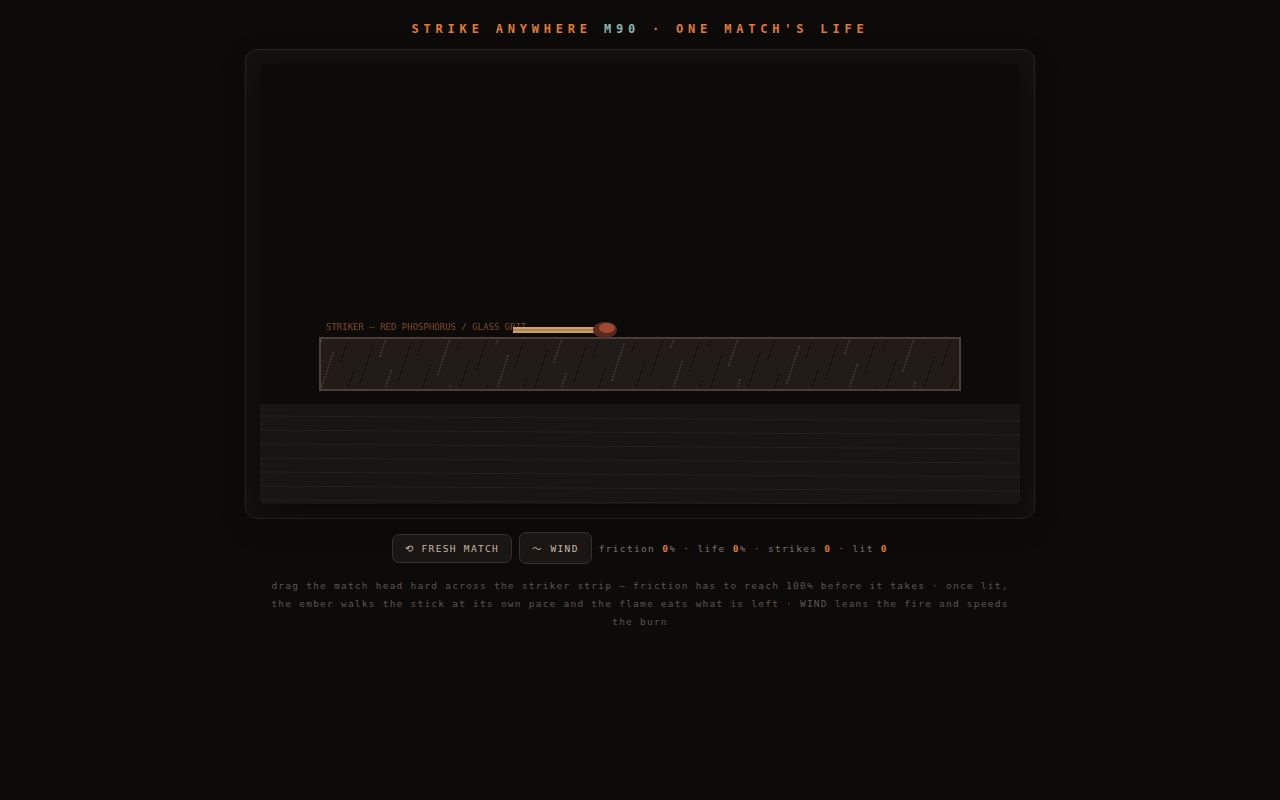 STRIKE ANYWHERE M90 · ONE MATCH'S LIFE
STRIKER — RED PHOSPHORUS / GLASS GRIT
⟲ FRESH MATCH
〜 WIND
friction 0% · life 0% · strikes 0 · lit 0
drag the match head hard across the striker strip — friction has to reach 100% before it takes · once lit,
the ember walks the stick at its own pace and the flame eats what is left · WIND leans the fire and speeds
the burn